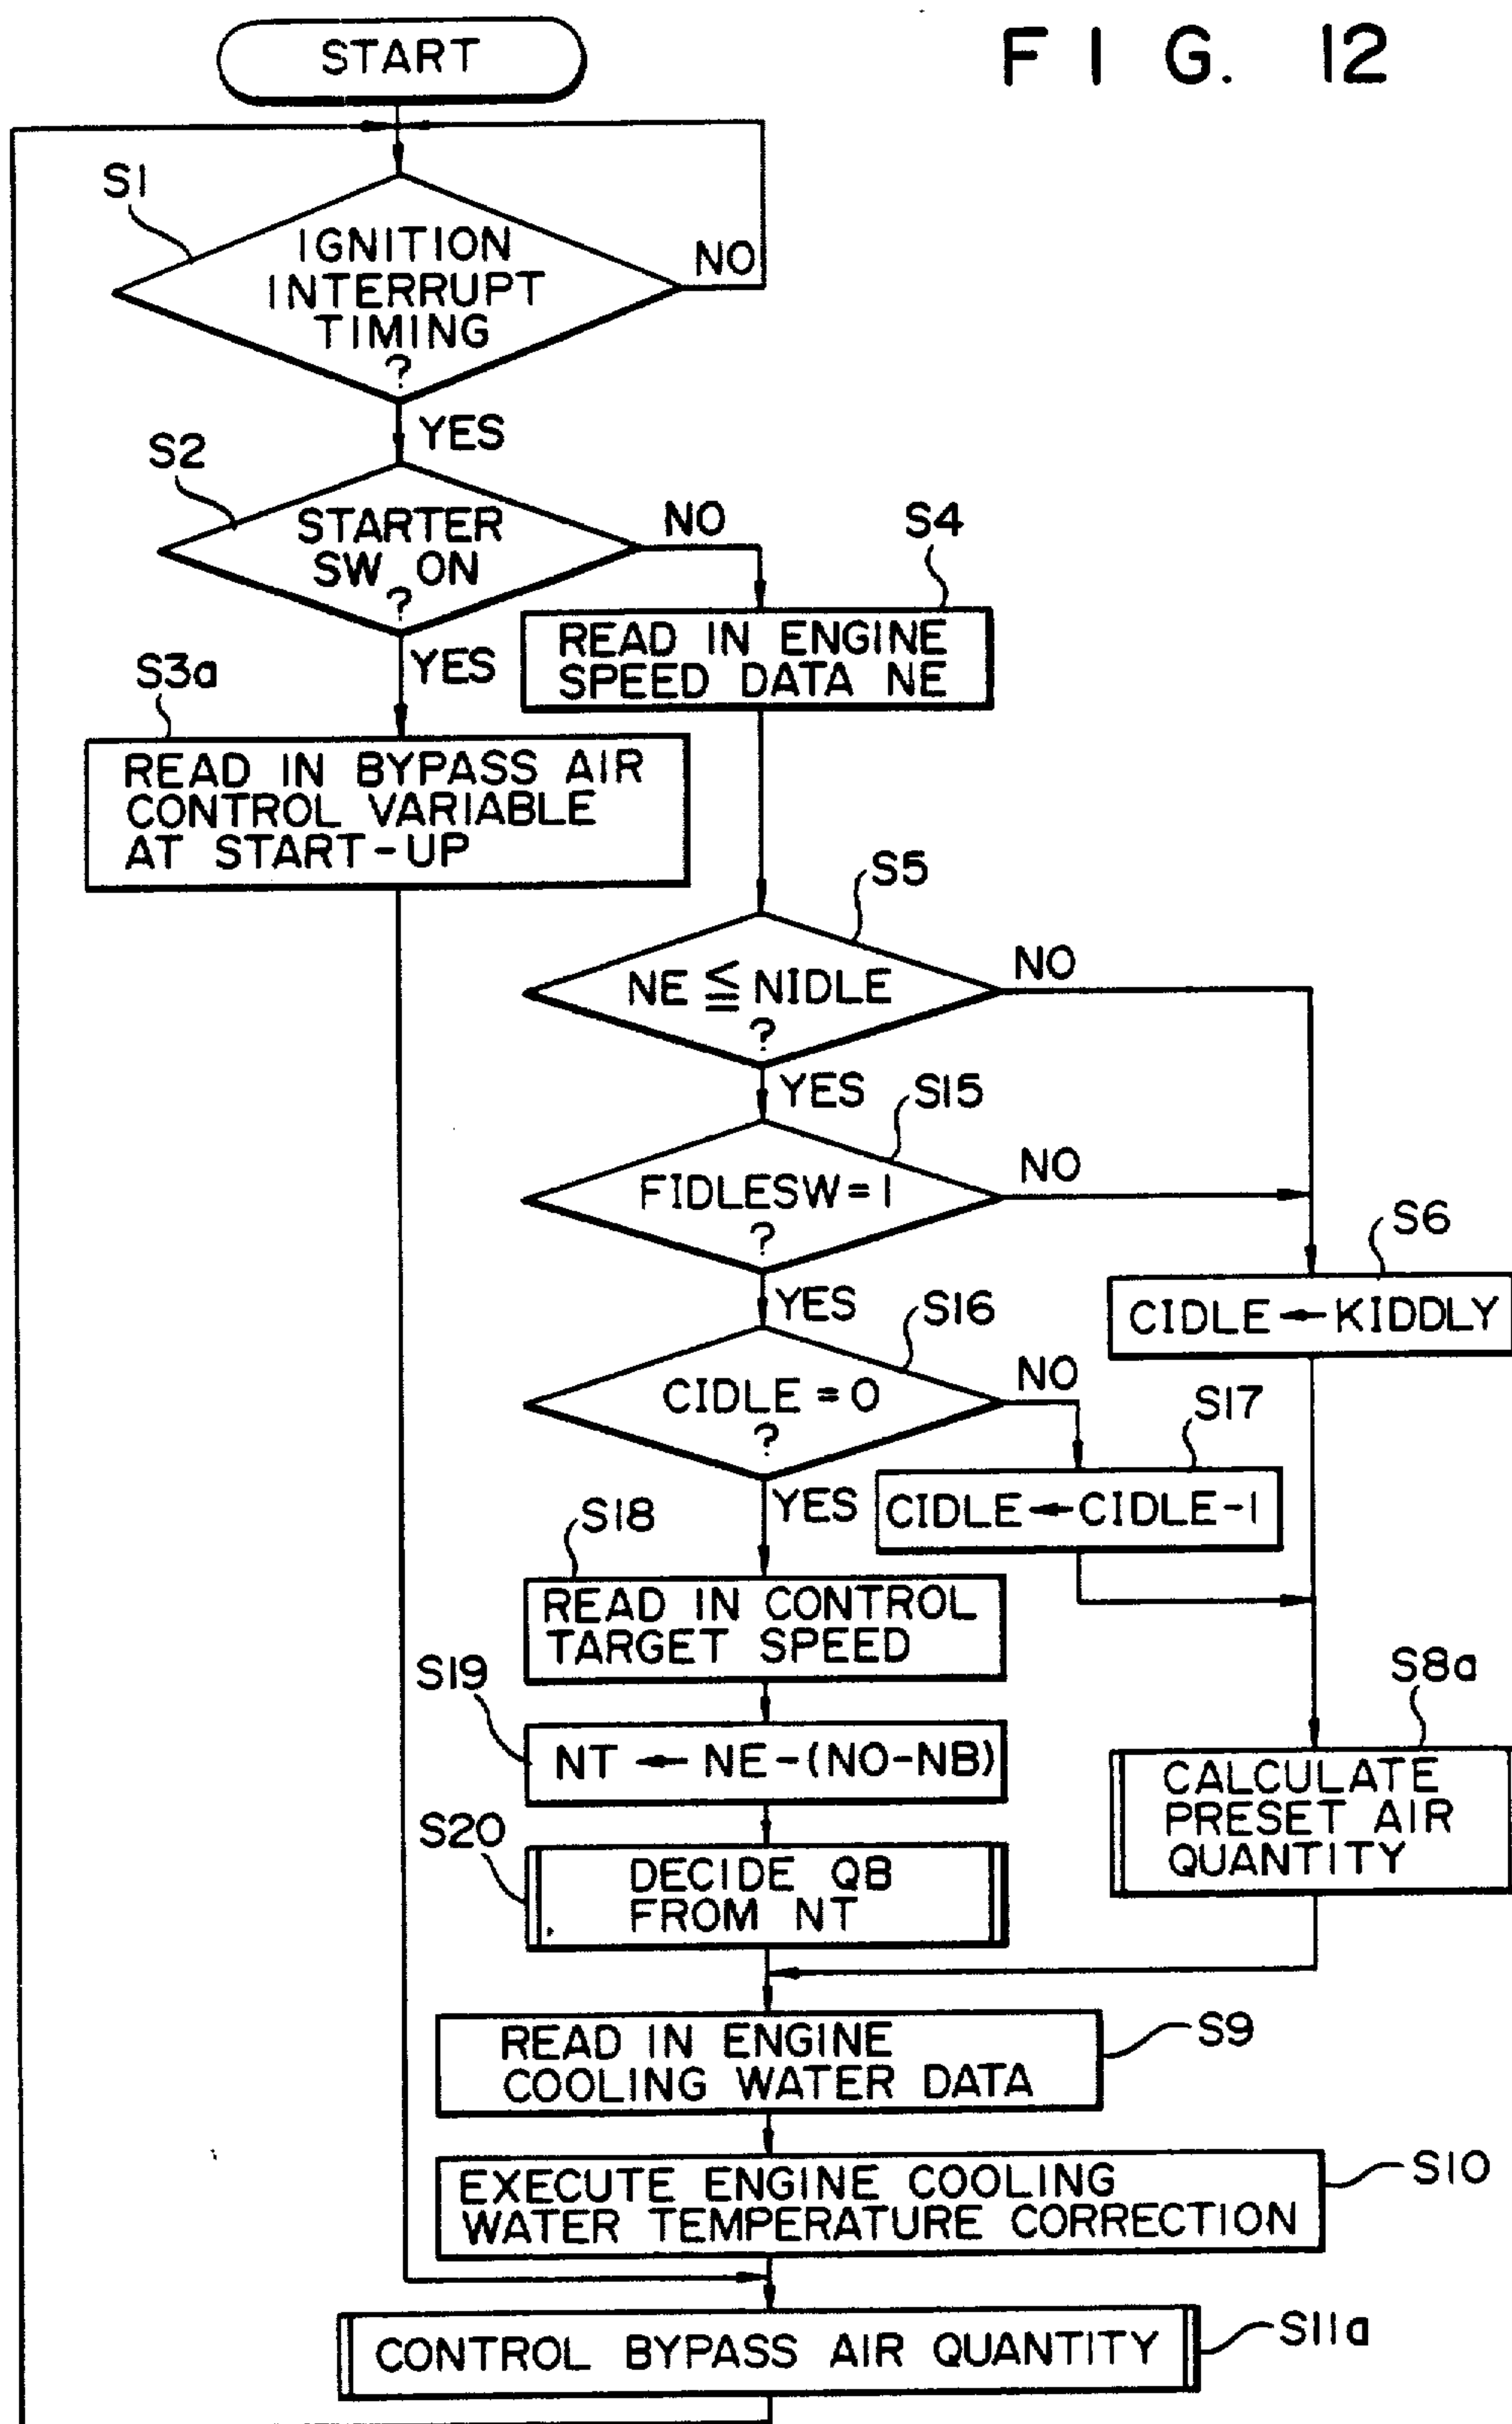 START
F I G. 12
S1
IGNITION
INTERRUPT
TIMING
?
NO
YES
S2
STARTER
SW ON
?
NO
S4
READ IN ENGINE
SPEED DATA NE
YES
S3a
READ IN BYPASS AIR
CONTROL VARIABLE
AT START-UP
S5
NE ≦ NIDLE
?
NO
YES
S15
FIDLESW = 1
?
NO
S6
CIDLE ← KIDDLY
YES
S16
CIDLE = 0
?
NO
S17
CIDLE ← CIDLE - 1
YES
S18
READ IN CONTROL
TARGET SPEED
S19
NT ← NE - (NO - NB)
S8a
CALCULATE
PRESET AIR
QUANTITY
S20
DECIDE QB
FROM NT
READ IN ENGINE
COOLING WATER DATA
S9
EXECUTE ENGINE COOLING
WATER TEMPERATURE CORRECTION
S10
CONTROL BYPASS AIR QUANTITY
S11a